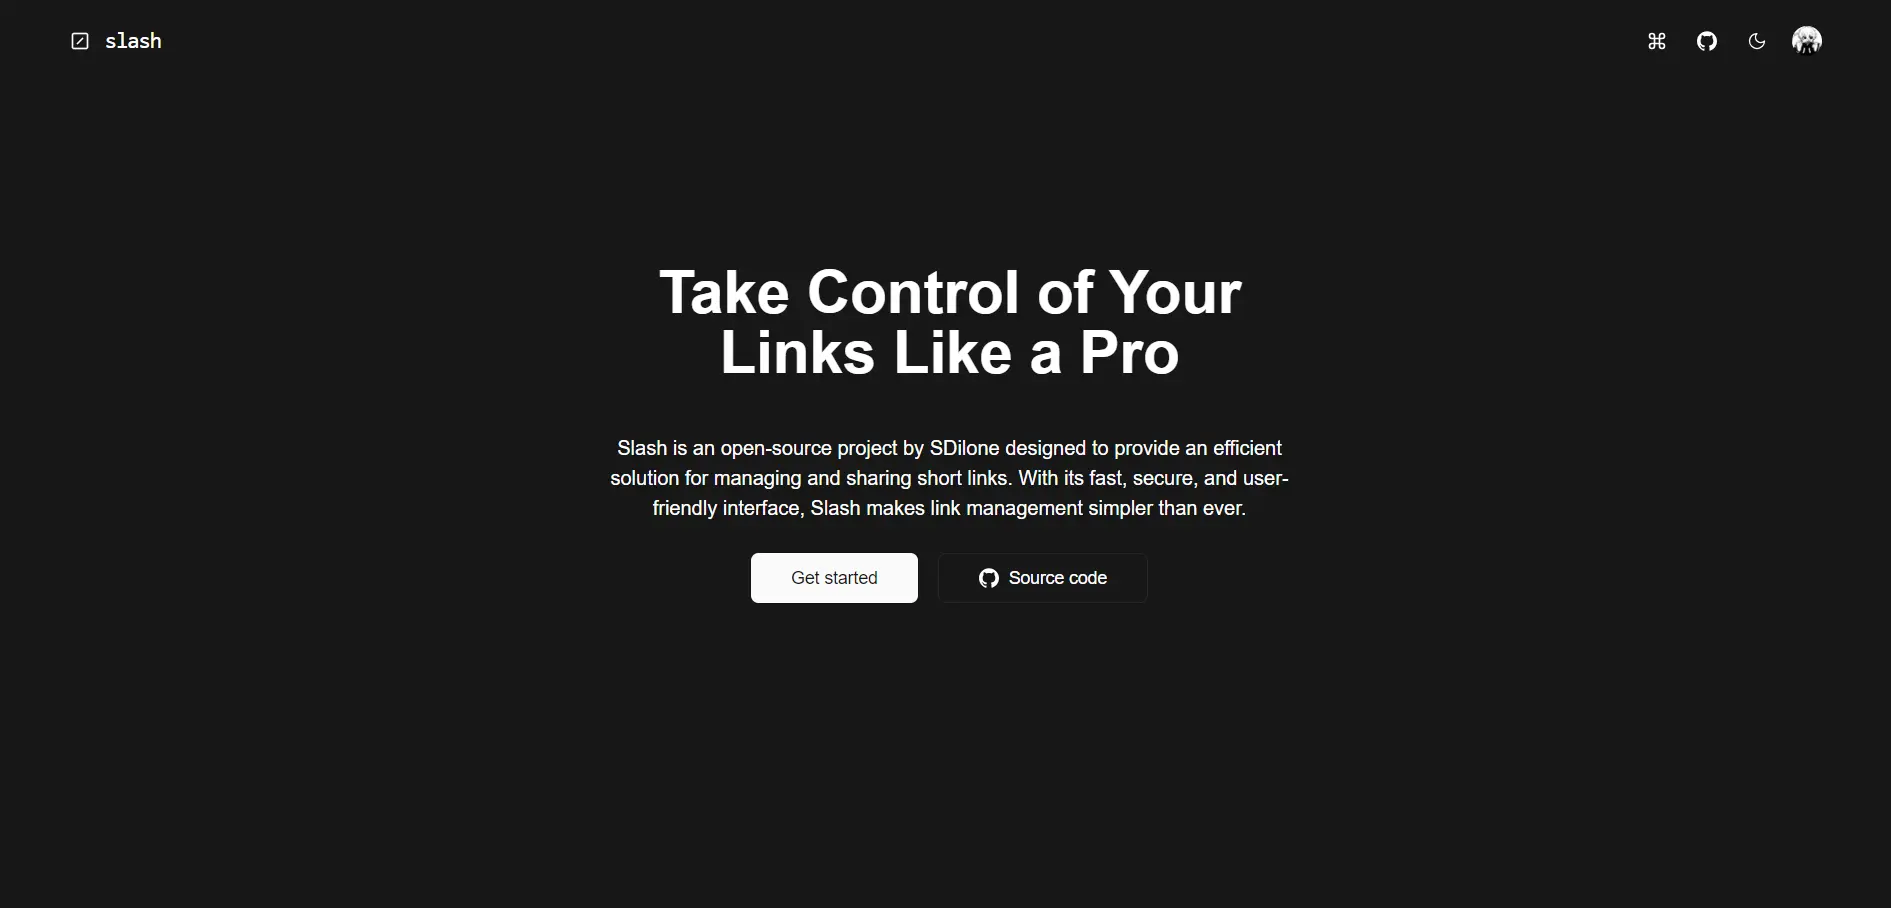 slash
Take Control of Your
Links Like a Pro
Slash is an open-source project by SDilone designed to provide an efficient
solution for managing and sharing short links. With its fast, secure, and user-
friendly interface, Slash makes link management simpler than ever.
Get started
Source code